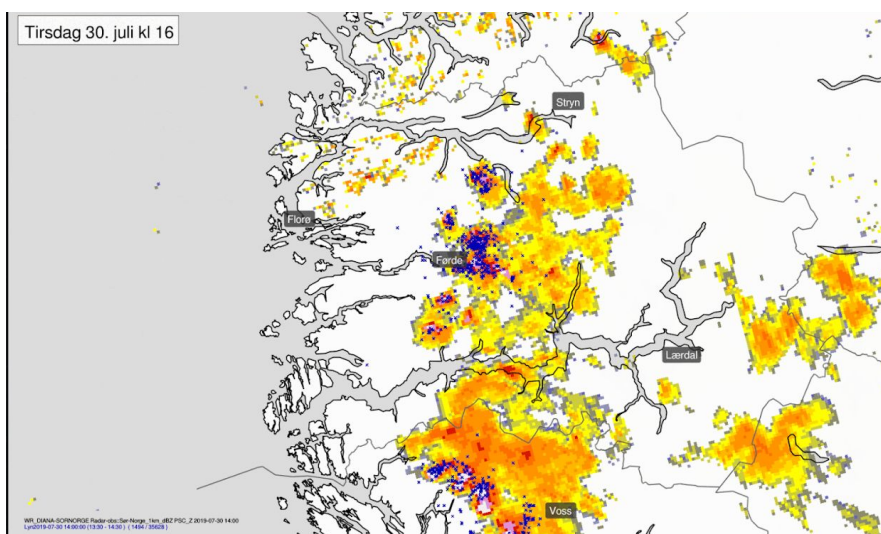 Tirsdag 30. juli kl 16
Stryn
Florø
Førde
Lærdal
Voss
WR_DIANA-SORNORGE Radar-obs:Sør-Norge_1km_dBZ PSC_Z 2019-07-30 14:00
Lyn2019-07-30 14:00:00 (13:30 - 14:30) ( 1494 / 35628 )